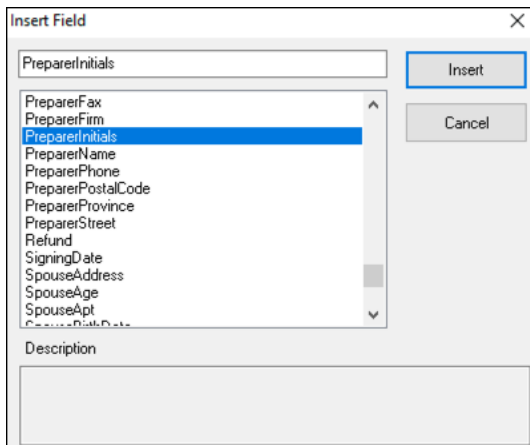 Insert Field
PreparerInitials
Insert
PreparerFax
PreparerFirm
Cancel
PreparerInitials
PreparerName
PreparerPhone
PreparerPostalCode
PreparerProvince
PreparerStreet
Refund
SigningDate
SpouseAddress
SpouseAge
SpouseApt
SpouseBirthDate
Description